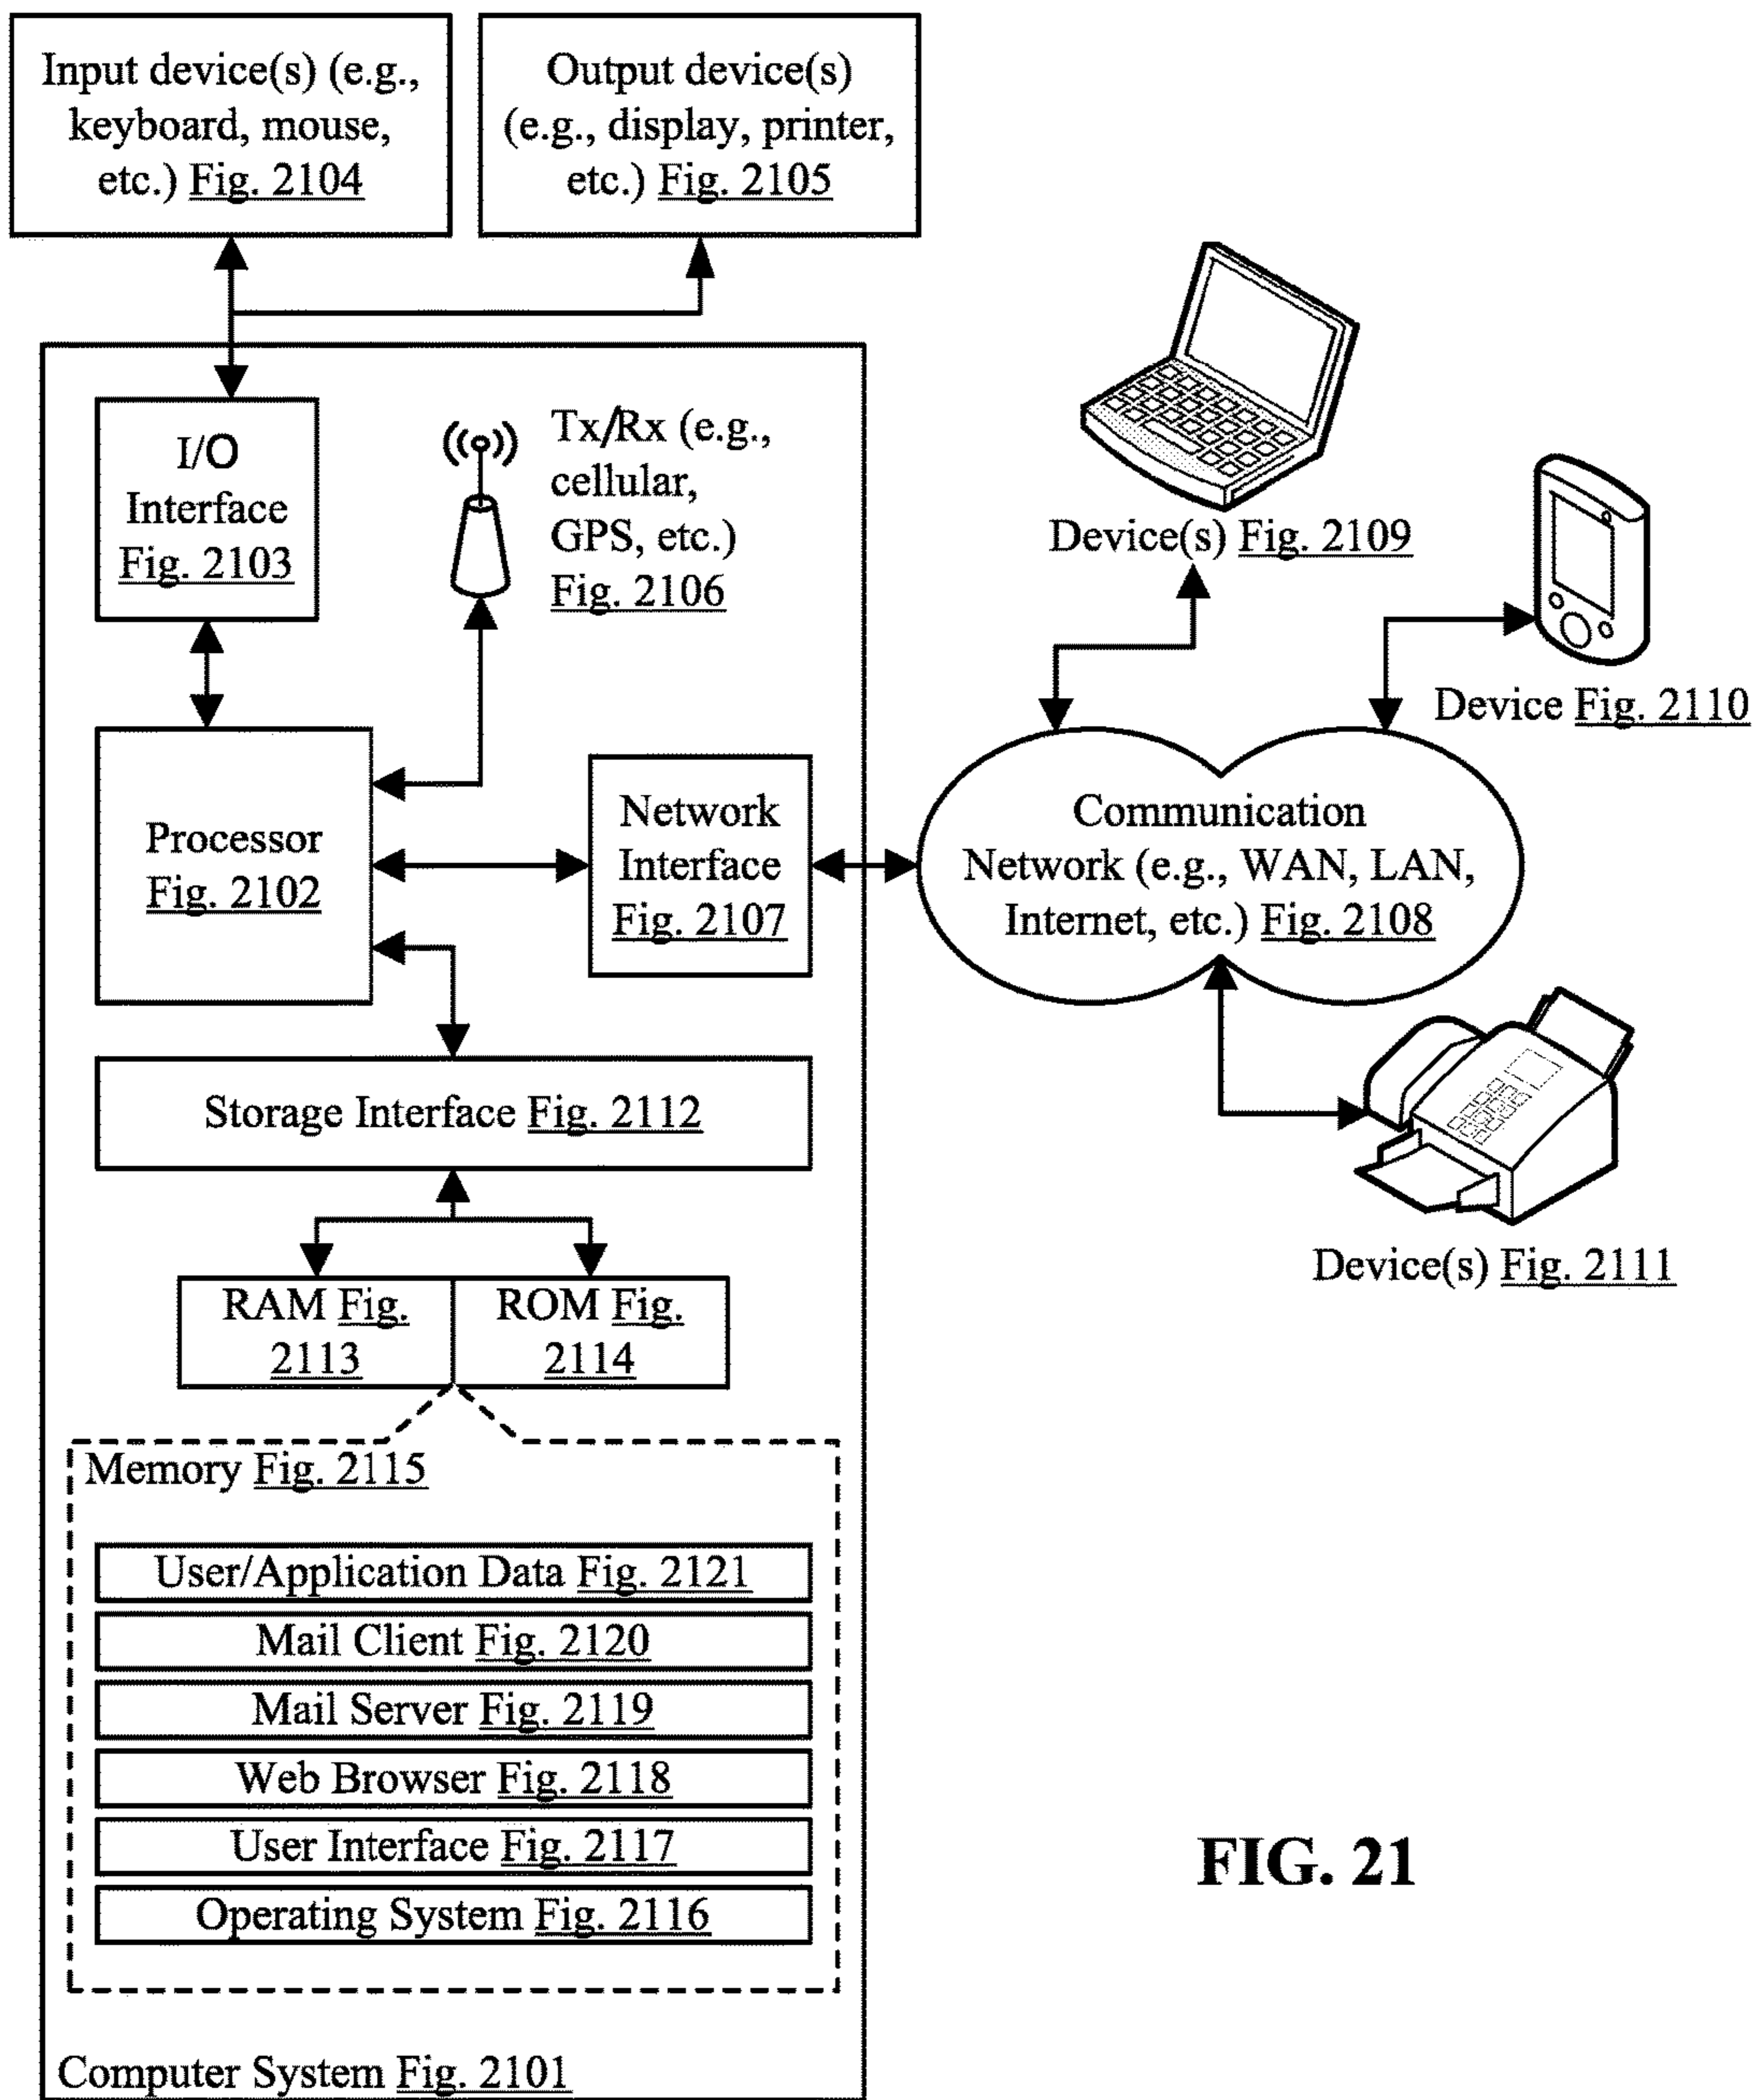 Input device(s) (e.g.,
keyboard, mouse,
etc.) Fig. 2104
Output device(s)
(e.g., display, printer,
etc.) Fig. 2105
I/O
Interface
Fig. 2103
Tx/Rx (e.g.,
cellular,
GPS, etc.)
Fig. 2106
Device(s) Fig. 2109
Device Fig. 2110
Processor
Fig. 2102
Network
Interface
Fig. 2107
Communication
Network (e.g., WAN, LAN,
Internet, etc.) Fig. 2108
Storage Interface Fig. 2112
Device(s) Fig. 2111
RAM Fig.
2113
ROM Fig.
2114
Memory Fig. 2115
User/Application Data Fig. 2121
Mail Client Fig. 2120
Mail Server Fig. 2119
Web Browser Fig. 2118
User Interface Fig. 2117
Operating System Fig. 2116
Computer System Fig. 2101
FIG. 21